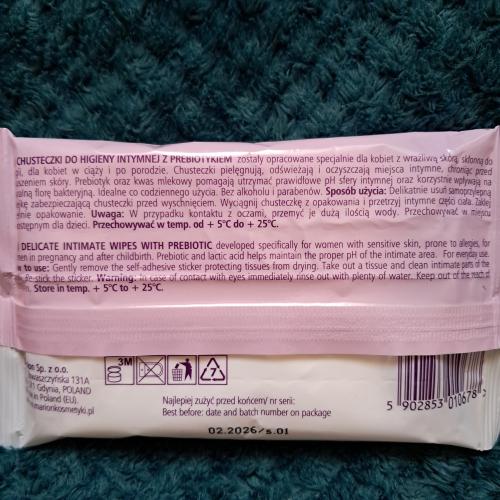 CHUSTECZKI DO HIGIENY INTYMNEJ Z PREBIOTYKIEM zostały opracowane specjalnie dla kobiet z wrażliwą skórą, skłonną do
dla kobiet w ciąży i po porodzie. Chusteczki pielęgnują, odświeżają i oczyszczają miejsca intymne, chroniąc przed
skóry. Prebiotyk oraz kwas mlekowy pomagają utrzymać prawidłowe pH sfery intymnej oraz korzystnie wpływają na
florę bakteryjną. Idealne co codziennego użycia. Bez alkoholu i parabenów. Sposób użycia: Delikatnie usuń samoprzylepną
zabezpieczającą chusteczki przed wyschnięciem. Wyciągnij chusteczkę z opakowania i przetrzyj intymne części ciała. Zaklej
opakowanie. Uwaga: W przypadku kontaktu z oczami, przemyć je dużą ilością wody. Przechowywać w miejscu
dla dzieci. Przechowywać w temp. od + 5°C do + 25°C.
DELICATE INTIMATE WIPES WITH PREBIOTIC developed specifically for women with sensitive skin, prone to allergies, for
in pregnancy and after childbirth. Prebiotic and lactic acid helps maintain the proper pH of the intimate area. For everyday use.
to use: Gently remove the self-adhesive sticker protecting tissues from drying. Take out a tissue and clean intimate parts of the
the sticker. Warning: In case of contact with eyes immediately rinse out with plenty of water. Keep out of the reach of
Store in temp. + 5°C to + 25°C.
Sp. z o.o.
131A
Gdynia, POLAND
in Poland (EU).
marionkosmetyki.pl
3M
7
Najlepiej zużyć przed końcem/ nr serii:
Best before: date and batch number on package
02.2026/s.01
5 902853 010678